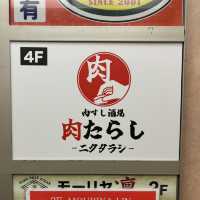 SINCE 2001
有
4F
肉
肉すし酒場
肉たらし
-ニクタラシ-
モーリヤ凜
2F